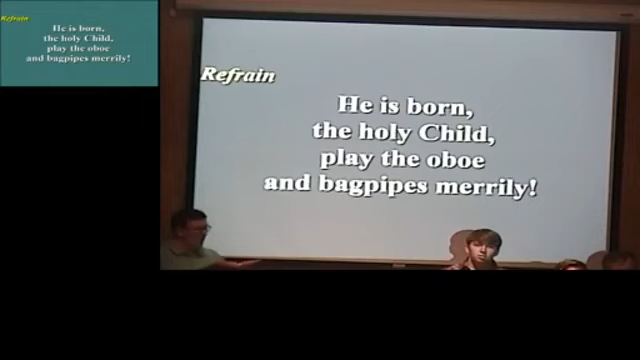 Refrain
He is born,
the holy Child,
play the oboe
and bagpipes merrily!
Refrain
He is born,
the holy Child,
play the oboe
and bagpipes merrily!